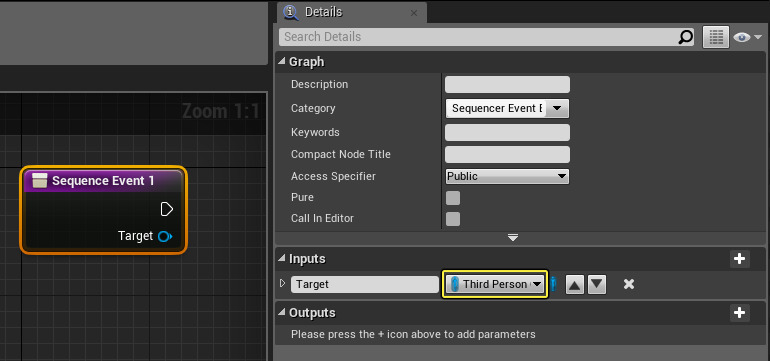 Details
Search Details
Zoom 1:1
Sequence Event 1
Target
Graph
Description
Category
Sequencer Event E
Keywords
Compact Node Title
Access Specifier
Public
Pure
Call In Editor
Inputs
Target
Third Person
Outputs
Please press the + icon above to add parameters